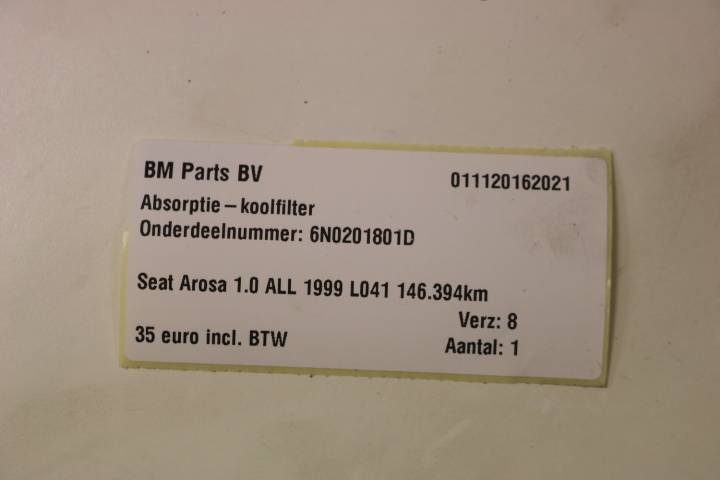 BM Parts BV 011120162021
Absorptie – koolfilter
Onderdeelnummer: 6N0201801D
Seat Arosa 1.0 ALL 1999 L041 146.394km
Verz: 8
35 euro incl. BTW Aantal: 1